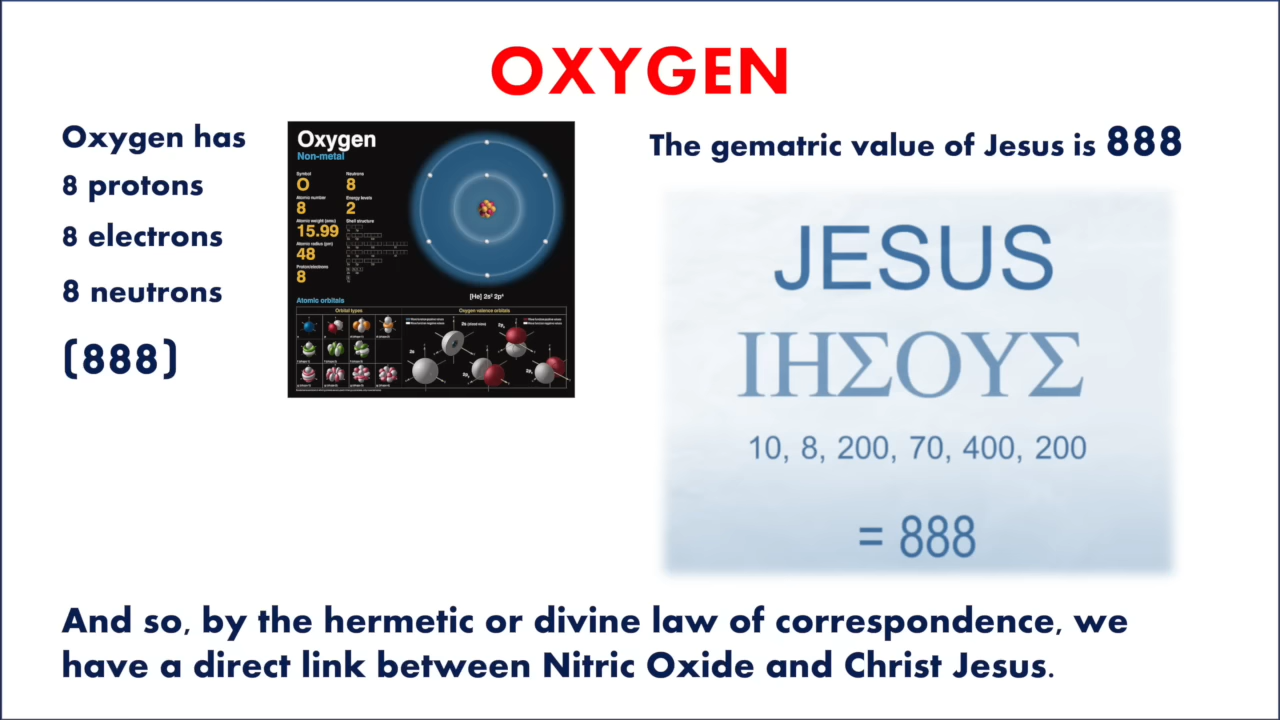 OXYGEN
Oxygen has
8 protons
8 electrons
8 neutrons
(888)
Oxygen
Non-metal
Symbol
O
Atomic number
8
Atomic weight (amu)
15.99
Atomic radius (pm)
48
Proton/electrons
8
Neutrons
8
Energy levels
2
Shell structure
[He] 2s² 2p⁴
Atomic orbitals
Orbital types
Oxygen valence orbitals
The gematric value of Jesus is 888
JESUS
ΙΗΣΟΥΣ
10, 8, 200, 70, 400, 200
= 888
And so, by the hermetic or divine law of correspondence, we
have a direct link between Nitric Oxide and Christ Jesus.